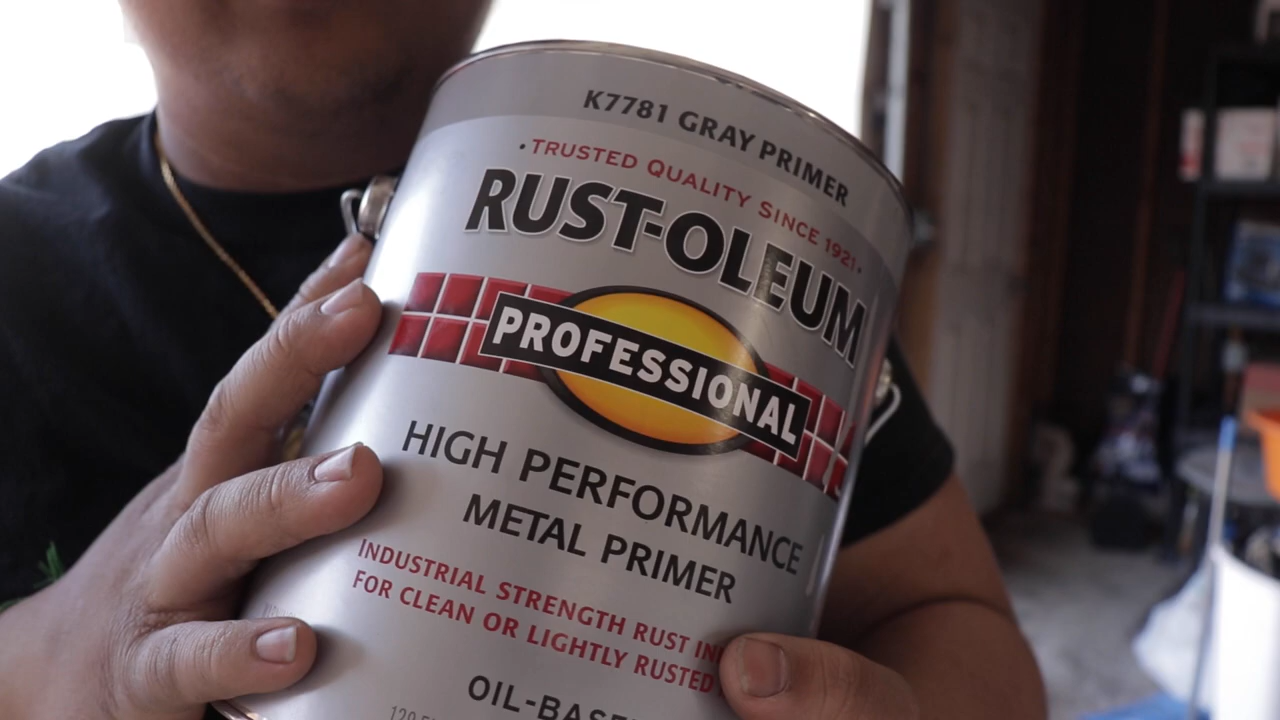 K7781 GRAY PRIMER
·TRUSTED QUALITY SINCE 1921·
RUST-OLEUM
PROFESSIONAL
HIGH PERFORMANCE
METAL PRIMER
INDUSTRIAL STRENGTH RUST
FOR CLEAN OR LIGHTLY RUSTED
OIL-BASE